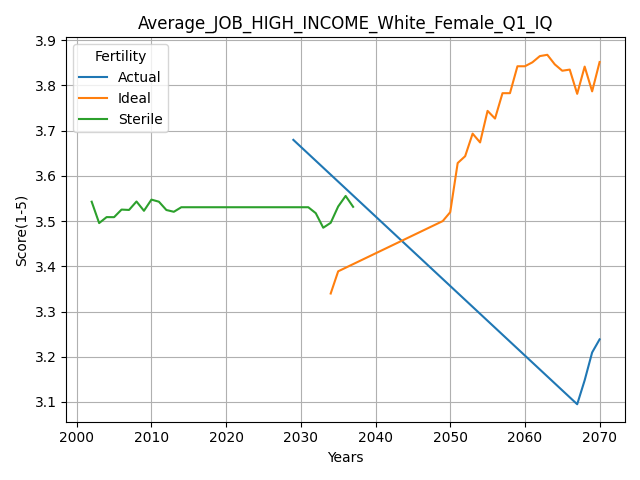 Average_JOB_HIGH_INCOME_White_Female_Q1_IQ
Fertility
Actual
Ideal
Sterile
Score(1-5)
3.9
3.8
3.7
3.6
3.5
3.4
3.3
3.2
3.1
2000
2010
2020
2030
2040
2050
2060
2070
Years